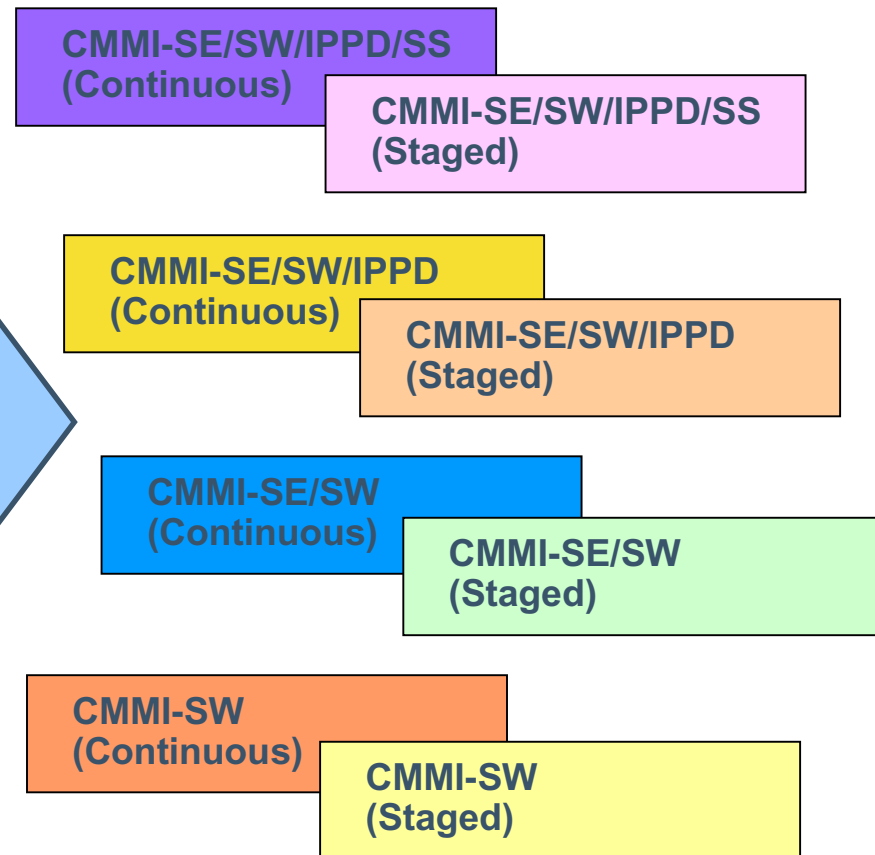 CMMI-SE/SW/IPPD/SS
(Continuous)
CMMI-SE/SW/IPPD/SS
(Staged)
CMMI-SE/SW/IPPD
(Continuous)
CMMI-SE/SW/IPPD
(Staged)
CMMI-SE/SW
(Continuous)
CMMI-SE/SW
(Staged)
CMMI-SW
(Continuous)
CMMI-SW
(Staged)